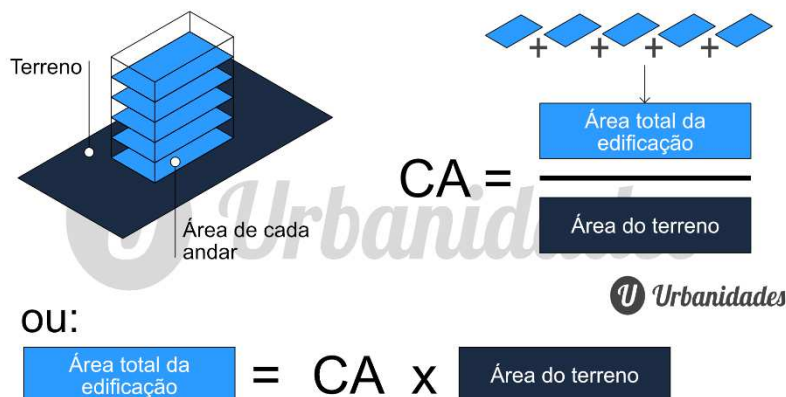 Terreno
Área de cada
andar
+ + + +
Área total da
edificação
CA =
Área do terreno
U Urbanidades
U Urbanidades
ou:
Área total da
edificação
= CA x
Área do terreno